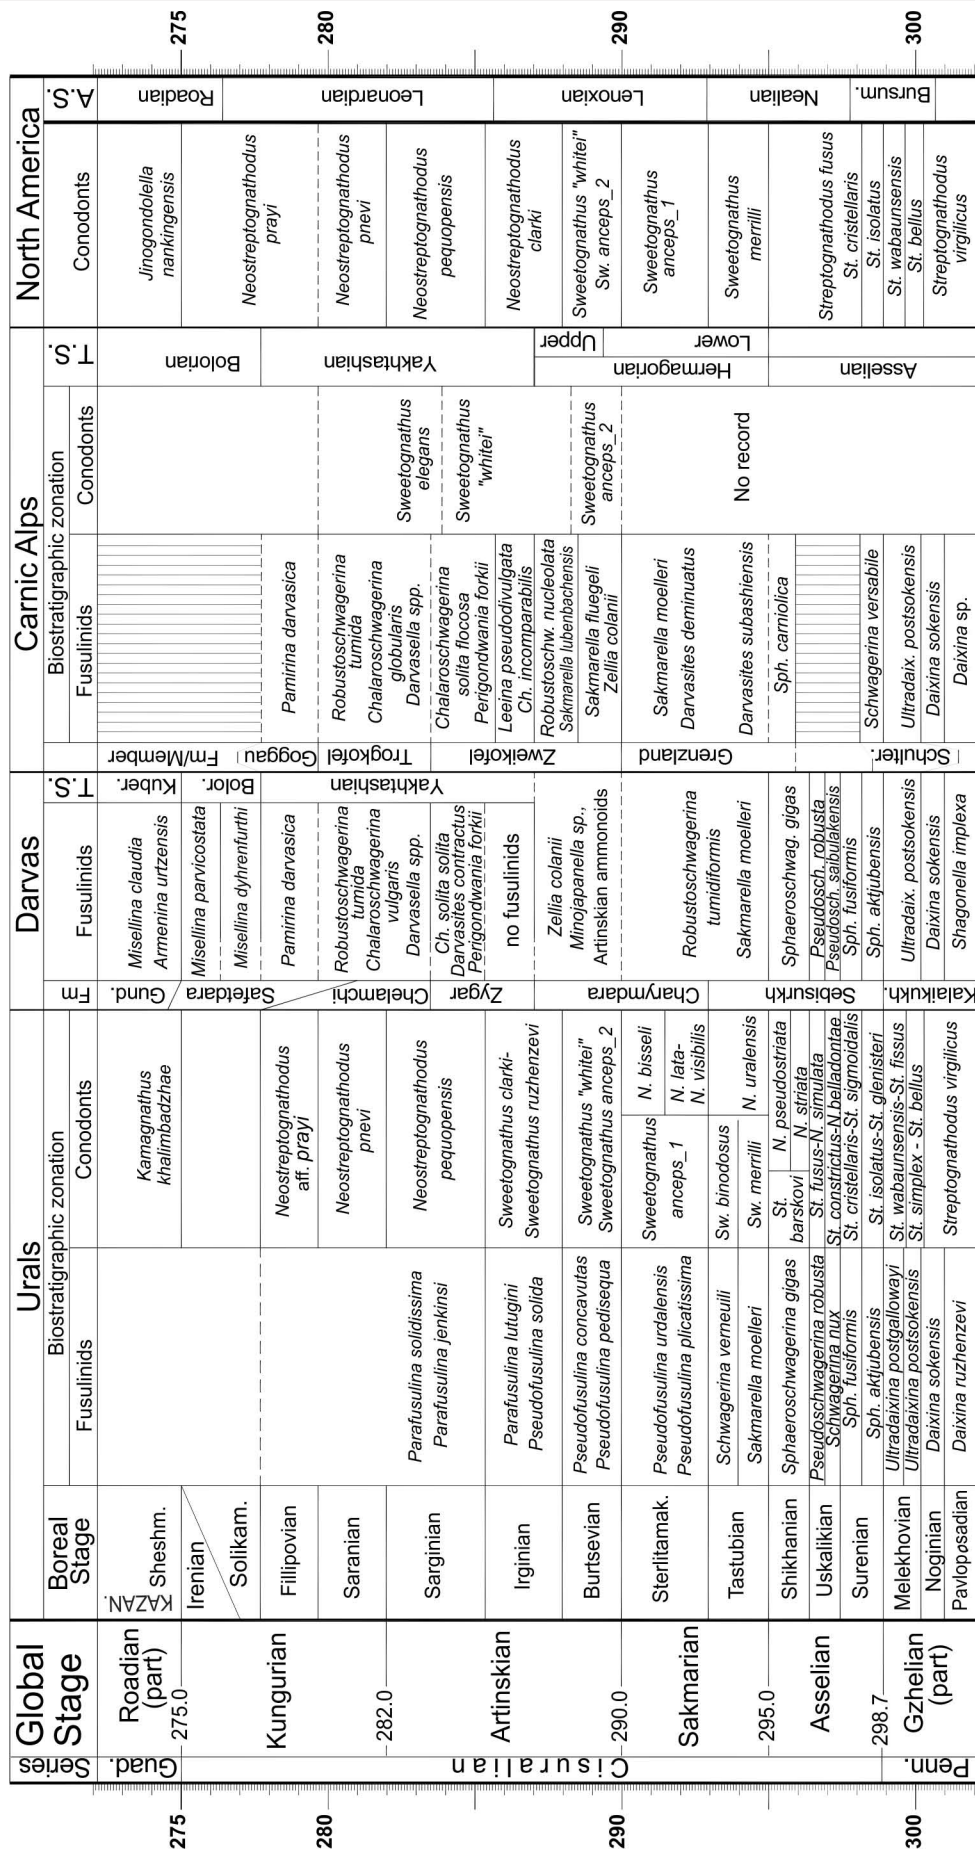 275
280
290
300
Series
Guad.
Cisuralian
Penn.
Global
Stage
Roadian
(part)
275.0
Kungurian
282.0
Artinskian
290.0
Sakmarian
295.0
Asselian
298.7
Gzhelian
(part)
Urals
Boreal
Stage
KAZAN.
Sheshm.
Irenian
Solikam.
Fillipovian
Saranian
Sarginian
Irginian
Burtsevian
Sterlitamak.
Tastubian
Shikhanian
Uskalikian
Surenian
Melekhovian
Noginian
Pavloposadian
Biostratigraphic zonation
Fusulinids
Parafusulina solidissima
Parafusulina jenkinsi
Parafusulina lutugini
Pseudofusulina solida
Pseudofusulina concavutas
Pseudofusulina pedisequa
Pseudofusulina urdalensis
Pseudofusulina plicatissima
Schwagerina verneuili
Sakmarella moelleri
Sphaeroschwagerina gigas
Pseudoschwagerina robusta
Schwagerina nux
Sph. fusiformis
Sph. aktjubensis
Ultradaixina postgallowayi
Ultradaixina postsokensis
Daixina sokensis
Daixina ruzhenzevi
Conodonts
Kamagnathus
khalimbadzhae
Neostreptognathodus
aff. prayi
Neostreptognathodus
pnevi
Neostreptognathodus
pequopensis
Sweetognathus clarki-
Sweetognathus ruzhenzevi
Sweetognathus "whitei"
Sweetognathus anceps_2
Sweetognathus
anceps_1
N. bisseli
N. lata-
N. visibilis
Sw. binodosus
Sw. merrilli
N. uralensis
St.
barskovi
N. pseudostriata
N. striata
St. fusus-N. simulata
St. constrictus-N.belladontae
St. cristellaris-St. sigmoidalis
St. isolatus-St. glenisteri
St. wabaunsensis-St. fissus
St. simplex - St. bellus
Streptognathodus virgilicus
Darvas
Fm
Gund.
Safetdara
Chelamchi
Zygar
Charymdara
Sebisurkh
Kalaikukh.
Fusulinids
Misellina claudia
Armenina urtzensis
Misellina parvicostata
Misellina dyhrenfurthi
Pamirina darvasica
Robustoschwagerina
tumida
Chalaroschwagerina
vulgaris
Darvasella spp.
Ch. solita solita
Darvasites contractus
Perigondwania forkii
no fusulinids
Zellia colanii
Minojapanella sp.,
Artinskian ammonoids
Robustoschwagerina
tumidiformis
Sakmarella moelleri
Sphaeroschwag. gigas
Pseudosch. robusta
Pseudosch. saibulakensis
Sph. fusiformis
Sph. aktjubensis
Ultradaix. postsokensis
Daixina sokensis
Shagonella implexa
T.S.
Kuber.
Bolor.
Yakhtashian
Carnic Alps
Fm/Member
Goggau
Trogkofel
Zweikofel
Grenzland
Schulter.
Biostratigraphic zonation
Fusulinids
Pamirina darvasica
Robustoschwagerina
tumida
Chalaroschwagerina
globularis
Darvasella spp.
Chalaroschwagerina
solita flocosa
Perigondwania forkii
Leeina pseudodivulgata
Ch. incomparabilis
Robustoschw. nucleolata
Sakmarella lubenbachensis
Sakmarella fluegeli
Zellia colanii
Sakmarella moelleri
Darvasites deminuatus
Darvasites subashiensis
Sph. carniolica
Schwagerina versabile
Ultradaix. postsokensis
Daixina sokensis
Daixina sp.
Conodonts
Sweetognathus
elegans
Sweetognathus
"whitei"
Sweetognathus
anceps_2
No record
T.S.
Bolorian
Yakhtashian
Hermagorian
Upper
Lower
Asselian
North America
Conodonts
Jinogondolella
nankingensis
Neostreptognathodus
prayi
Neostreptognathodus
pnevi
Neostreptognathodus
pequopensis
Neostreptognathodus
clarki
Sweetognathus "whitei"
Sw. anceps_2
Sweetognathus
anceps_1
Sweetognathus
merrilli
Streptognathodus fusus
St. cristellaris
St. isolatus
St. wabaunsensis
St. bellus
Streptognathodus
virgilicus
A.S.
Roadian
Leonardian
Lenoxian
Nealian
Bursum.
275
280
290
300